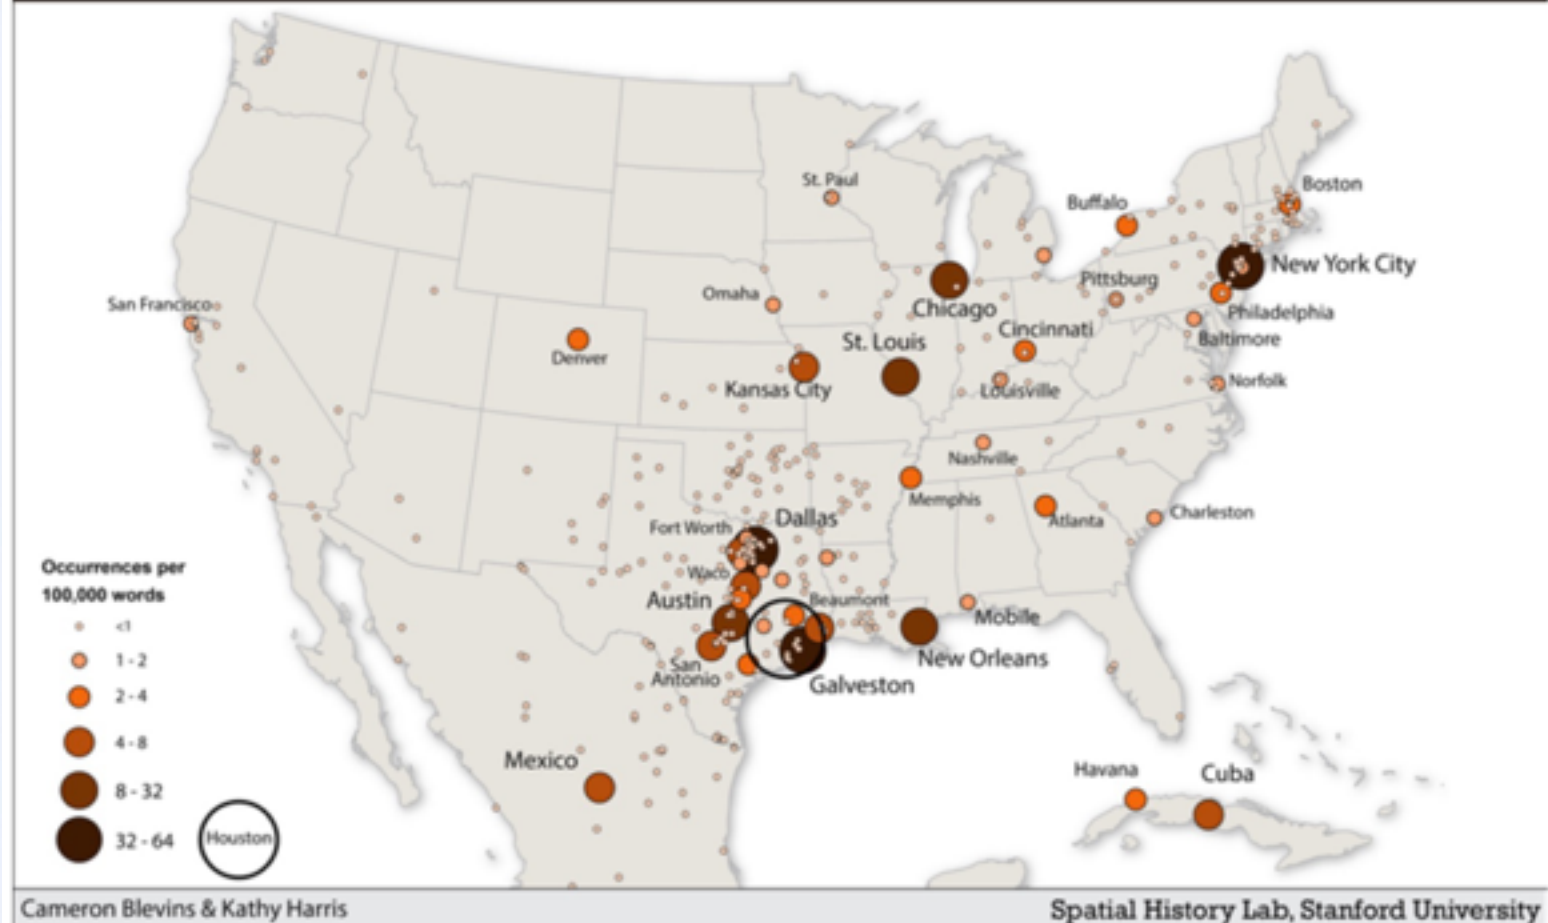 St. Paul
Boston
Buffalo
New York City
Pittsburg
Omaha
Chicago
San Francisco
Philadelphia
Cincinnati
St. Louis
Baltimore
Denver
Kansas City
Louisville
Norfolk
Nashville
Memphis
Charleston
Dallas
Atlanta
Fort Worth
Occurrences per
100,000 words
Waco
Austin
Beaumont
Mobile
<1
1 - 2
New Orleans
San
Antonio
Galveston
2 - 4
4 - 8
Mexico
Havana
Cuba
8 - 32
32 - 64
Houston
Cameron Blevins & Kathy Harris
Spatial History Lab, Stanford University